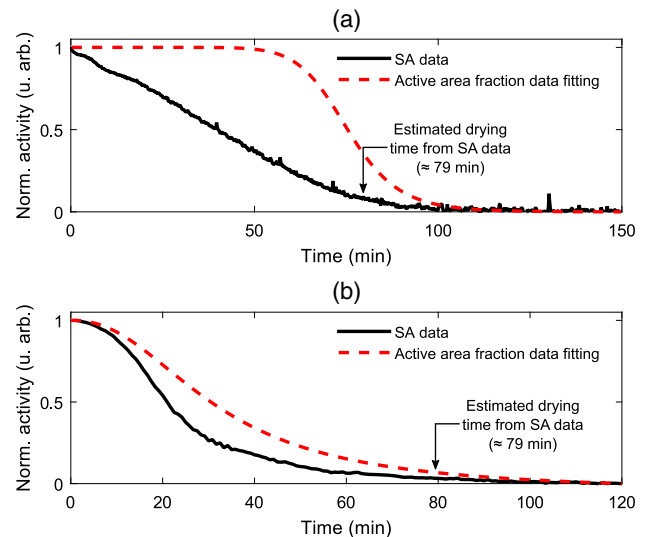 (a)
Norm. activity (u. arb.)
1
0.5
0
SA data
Active area fraction data fitting
Estimated drying
time from SA data
(≈ 79 min)
0 50 100 150
Time (min)
(b)
Norm. activity (u. arb.)
1
0.5
0
SA data
Active area fraction data fitting
Estimated drying
time from SA data
(≈ 79 min)
0 20 40 60 80 100 120
Time (min)